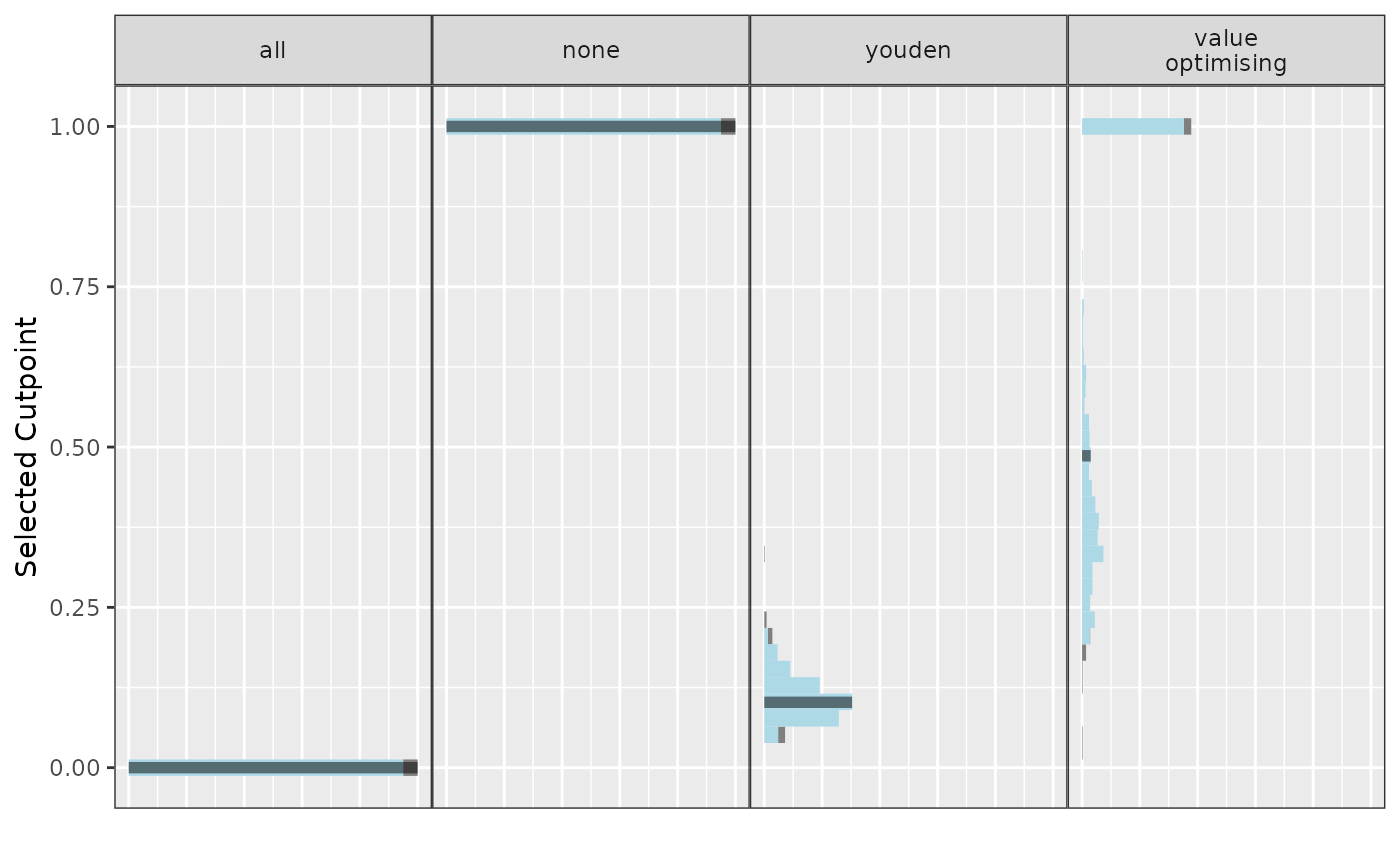 all
none
youden
value
optimising
1.00
0.75
0.50
0.25
0.00
Selected Cutpoint